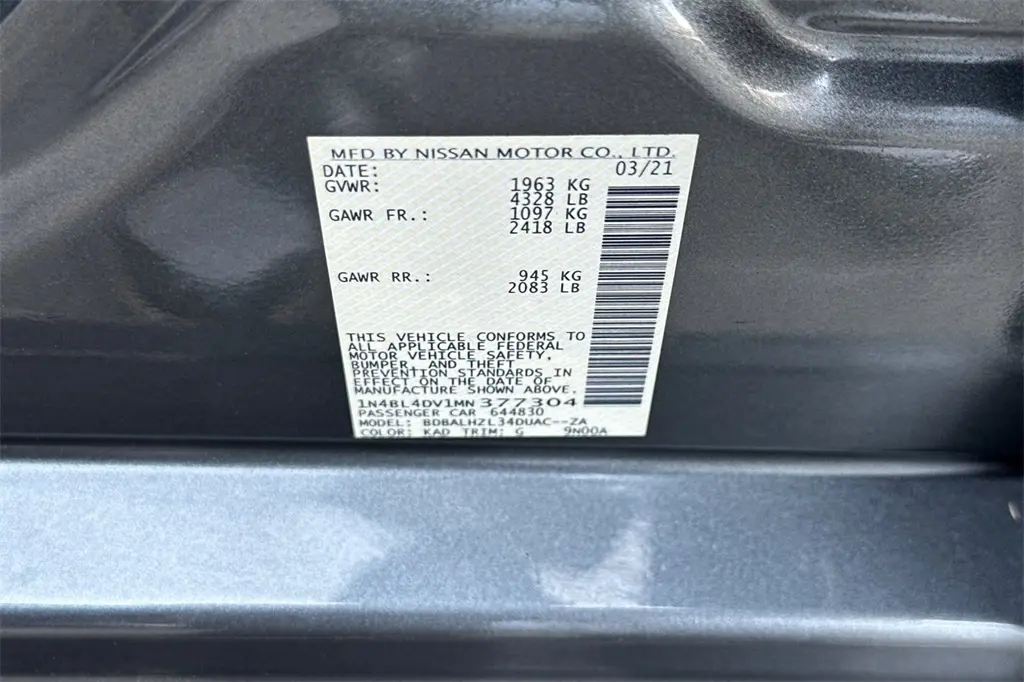 MFD BY NISSAN MOTOR CO., LTD.
DATE: 03/21
GVWR: 1963 KG
4328 LB
GAWR FR.: 1097 KG
2418 LB
GAWR RR.: 945 KG
2083 LB
THIS VEHICLE CONFORMS TO
ALL APPLICABLE FEDERAL
MOTOR VEHICLE SAFETY,
BUMPER, AND THEFT
PREVENTION STANDARDS IN
EFFECT ON THE DATE OF
MANUFACTURE SHOWN ABOVE.
1N4BL4DV1MN377304
PASSENGER CAR 644830
MODEL: BDBALHZL34DUAC--ZA
COLOR: KAD TRIM: G 9N00A